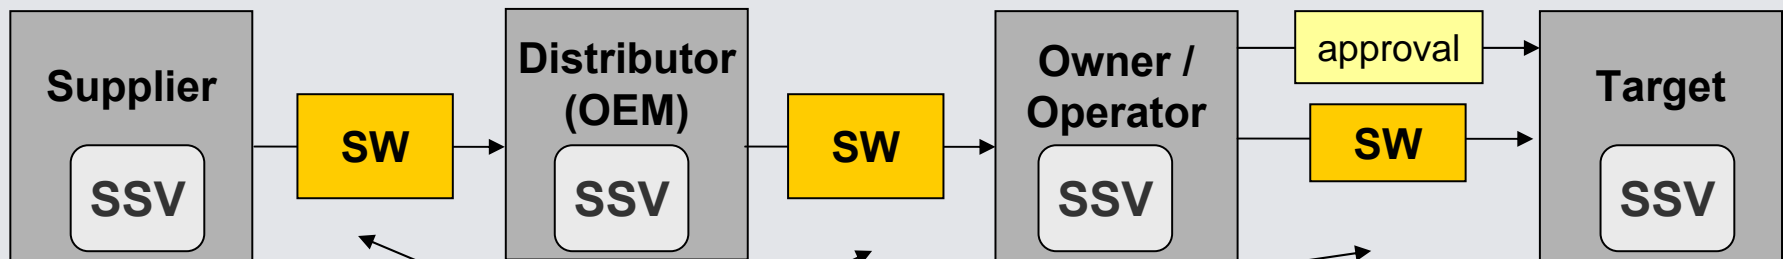 Supplier
SSV
SW
Distributor
(OEM)
SSV
SW
Owner /
Operator
SSV
approval
SW
Target
SSV